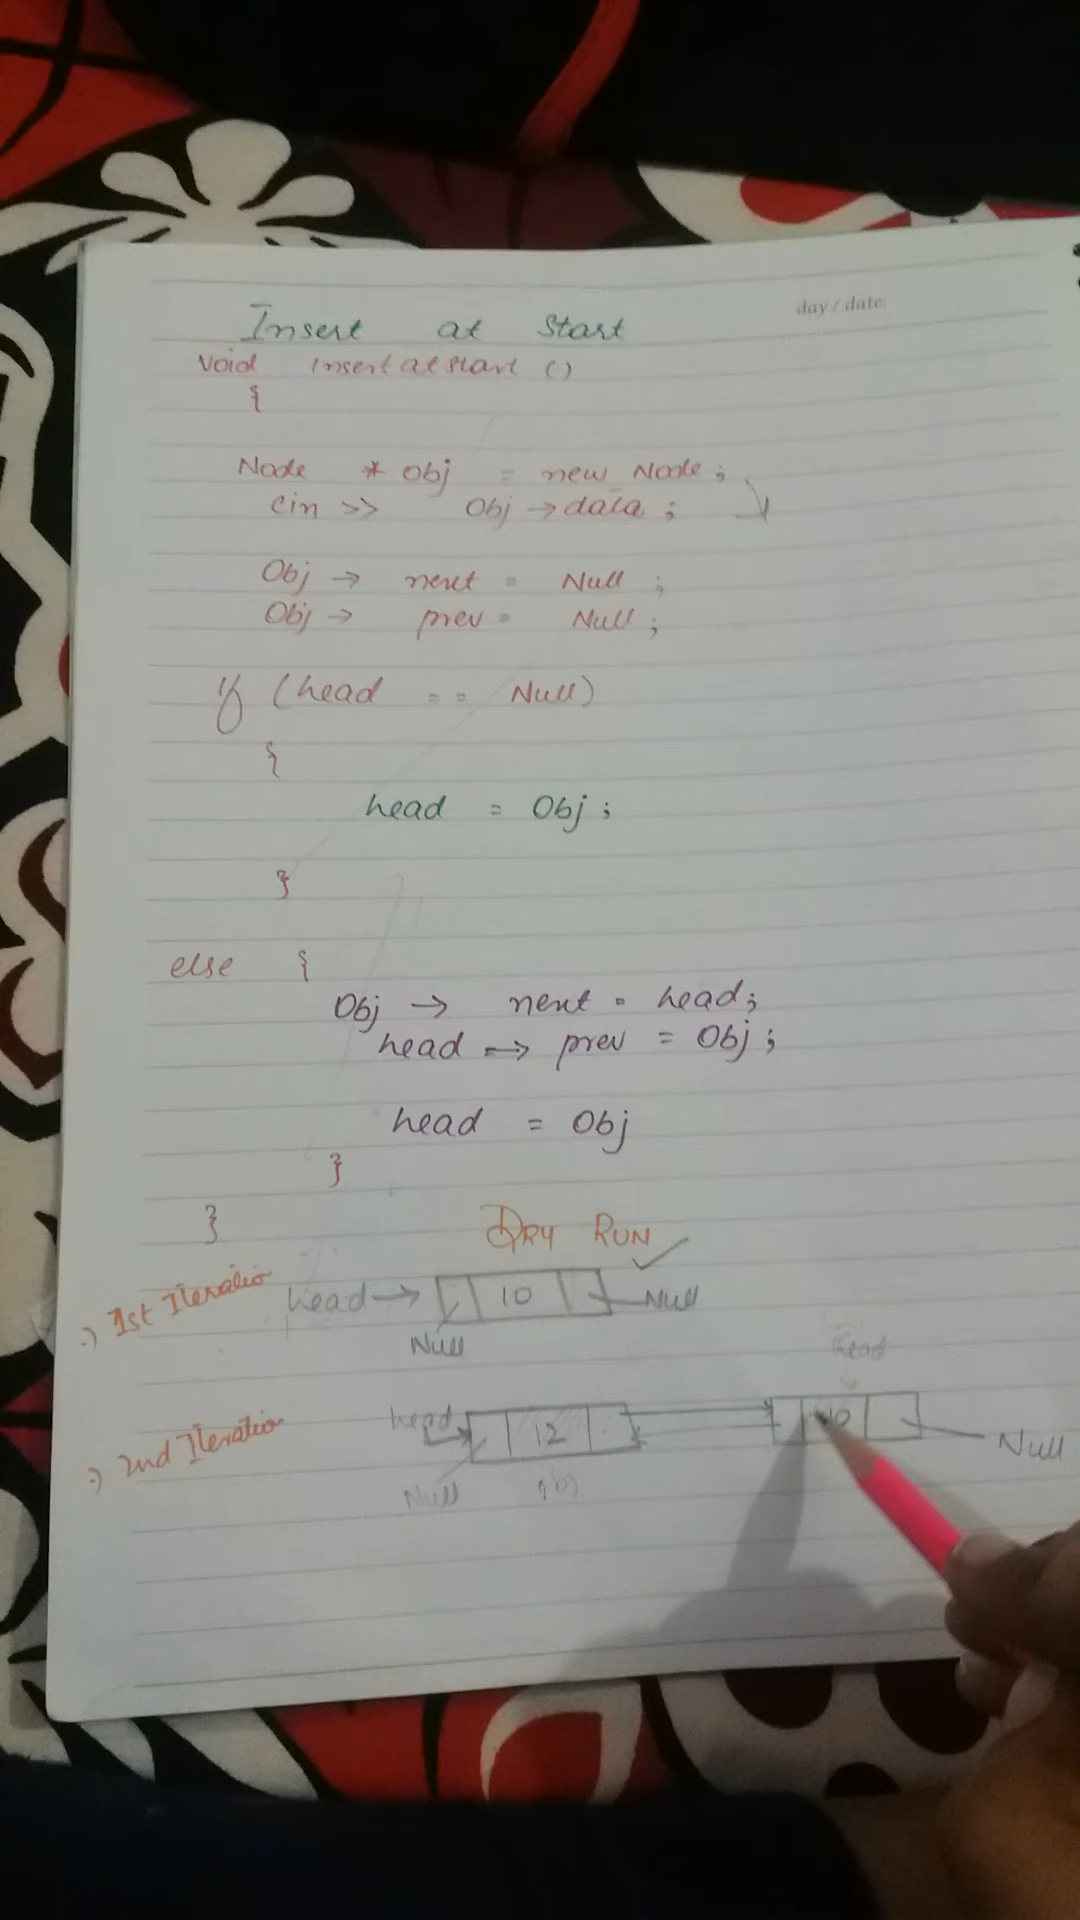 day / date:
Insert at Start
void Insert at start ()
{
Node * obj = new Node ;
Cin >> Obj → data ;
Obj → next = Null ;
Obj → prev = Null ;
If (head == Null)
{
head = Obj ;
}
else {
Obj → next = head ;
head → prev = Obj ;
head = Obj
}
}
DRY RUN
:) 1st Iteratio head → 10 Null
Null
head
:) 2nd Iteratio head 12 10 Null
Null obj